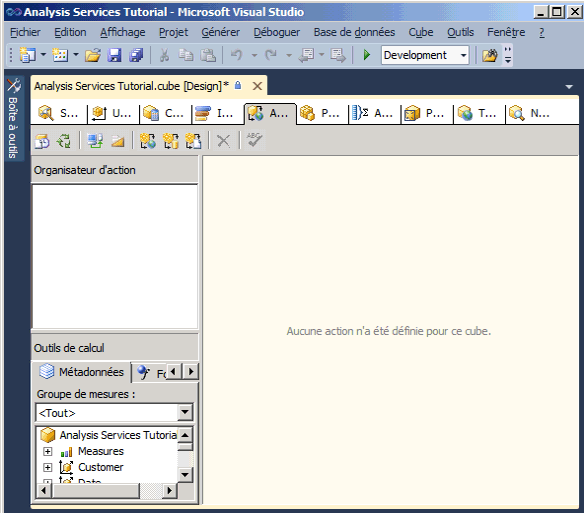 Analysis Services Tutorial - Microsoft Visual Studio
Fichier Edition Affichage Projet Générer Déboguer Base de données Cube Outils Fenêtre ?
Development
Boîte à outils
Analysis Services Tutorial.cube [Design]*
S... U... C... I... A... P... A... P... T... N...
ABC
Organisateur d'action
Aucune action n'a été définie pour ce cube.
Outils de calcul
Métadonnées Fo
Groupe de mesures :
<Tout>
Analysis Services Tutoria
Measures
Customer
Date